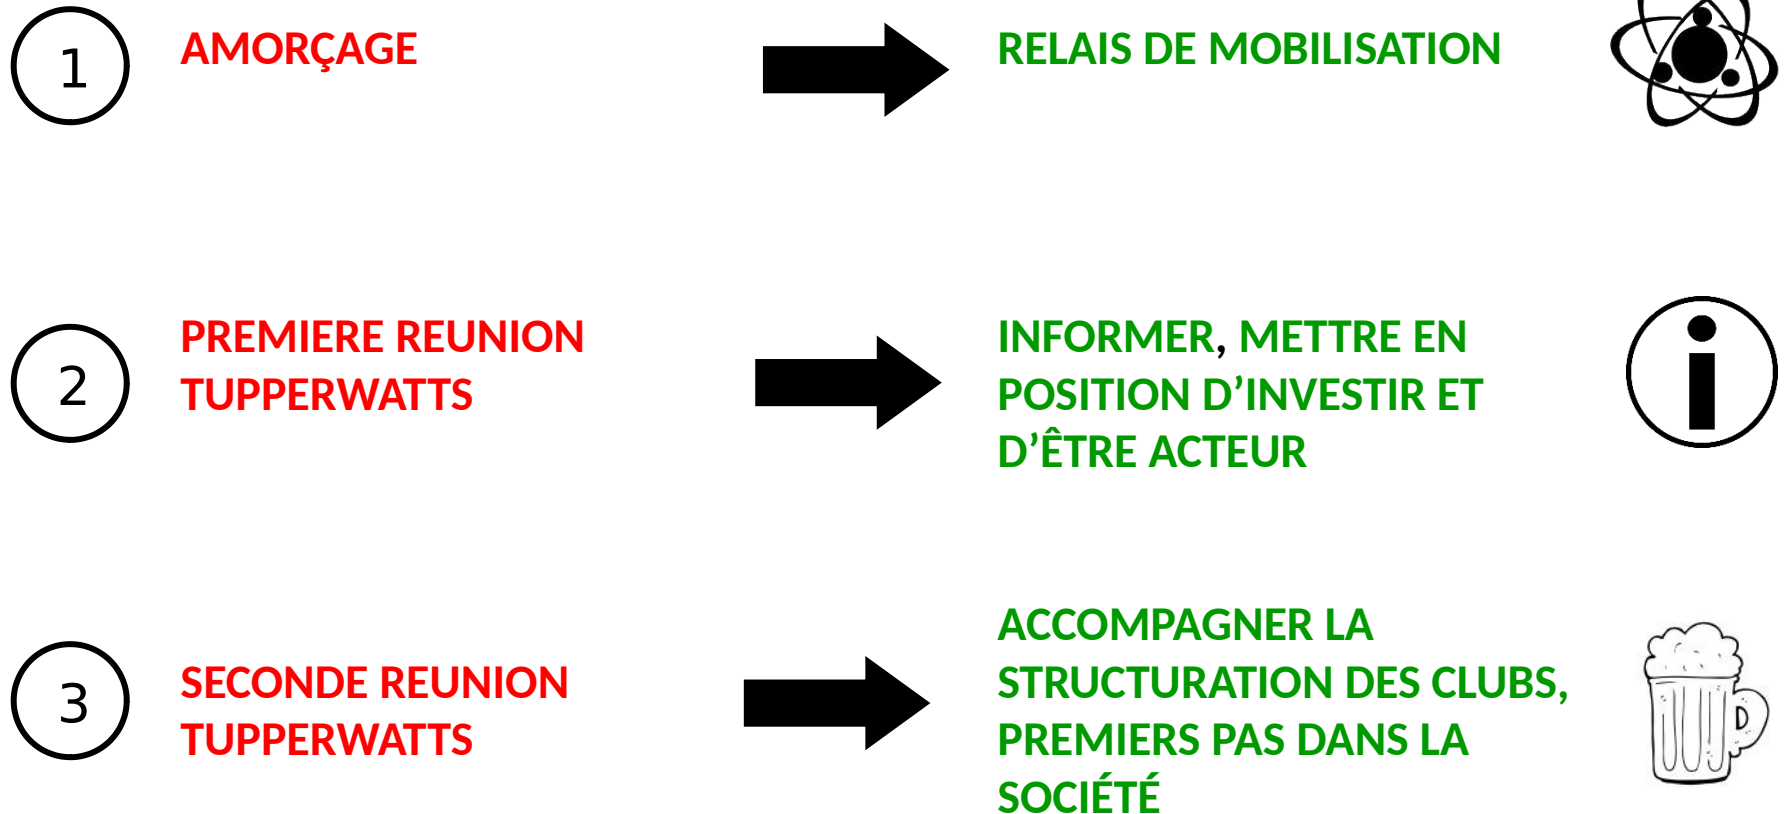 1
AMORÇAGE
RELAIS DE MOBILISATION
2
PREMIERE REUNION
TUPPERWATTS
INFORMER, METTRE EN
POSITION D’INVESTIR ET
D’ÊTRE ACTEUR
3
SECONDE REUNION
TUPPERWATTS
ACCOMPAGNER LA
STRUCTURATION DES CLUBS,
PREMIERS PAS DANS LA
SOCIÉTÉ